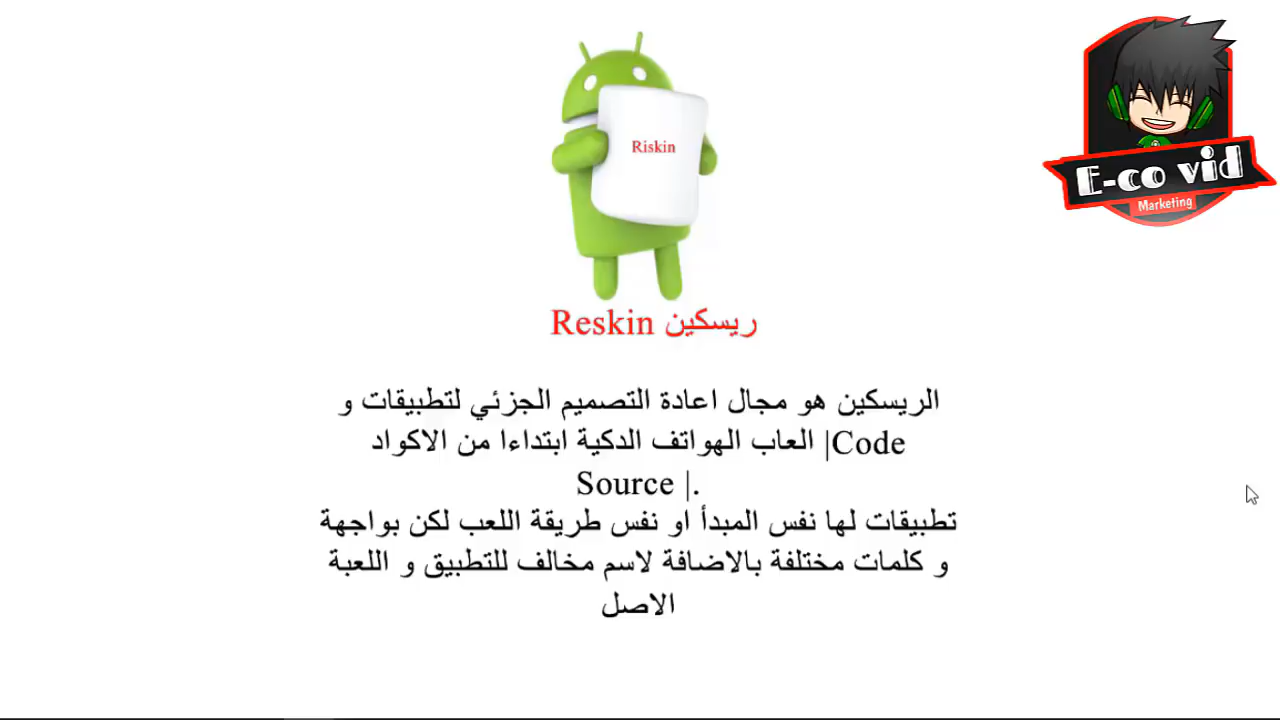 Riskin
E-co vid
Marketing
ريسكين Reskin
الريسكين هو مجال اعادة التصميم الجزئي لتطبيقات و
العاب الهواتف الدكية ابتداءا من الاكواد |Code
Source |.
تطبيقات لها نفس المبدأ او نفس طريقة اللعب لكن بواجهة
و كلمات مختلفة بالاضافة لاسم مخالف للتطبيق و اللعبة
الاصل